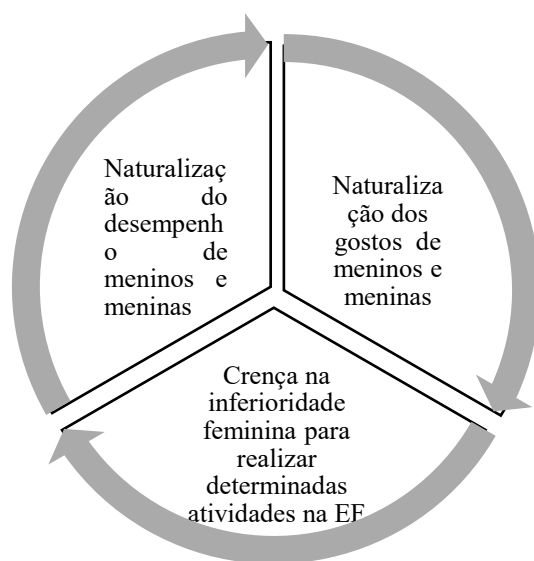 Naturalizaç
ão do
desempenh
o de
meninos e
meninas
Naturaliza
ção dos
gostos de
meninos e
meninas
Crença na
inferioridade
feminina para
realizar
determinadas
atividades na EF